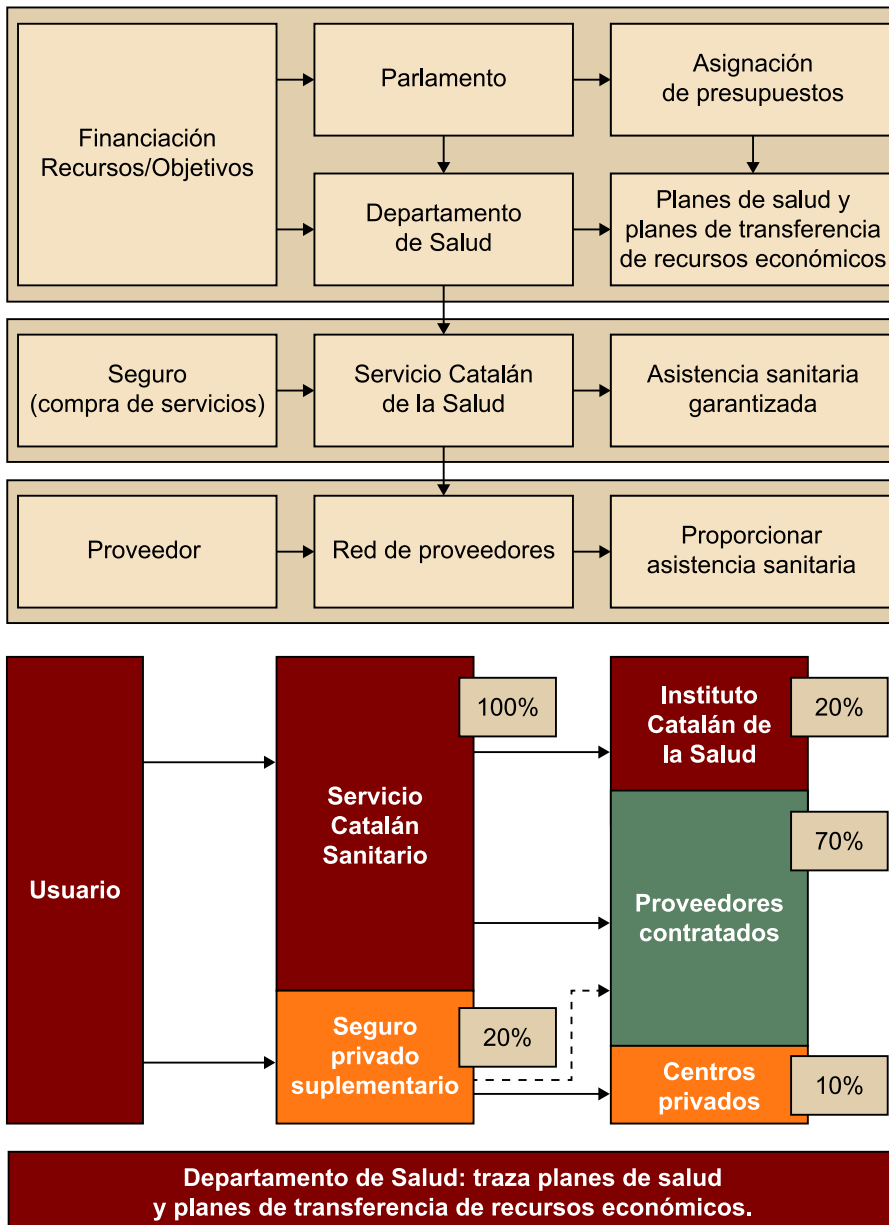 Financiación
Recursos/Objetivos
Parlamento
Asignación
de presupuestos
Departamento
de Salud
Planes de salud y
planes de transferencia
de recursos económicos
Seguro
(compra de servicios)
Servicio Catalán
de la Salud
Asistencia sanitaria
garantizada
Proveedor
Red de proveedores
Proporcionar
asistencia sanitaria
Usuario
100%
Servicio
Catalán
Sanitario
20%
Seguro
privado
suplementario
Instituto
Catalán de
la Salud
20%
70%
Proveedores
contratados
Centros
privados
10%
Departamento de Salud: traza planes de salud
y planes de transferencia de recursos económicos.